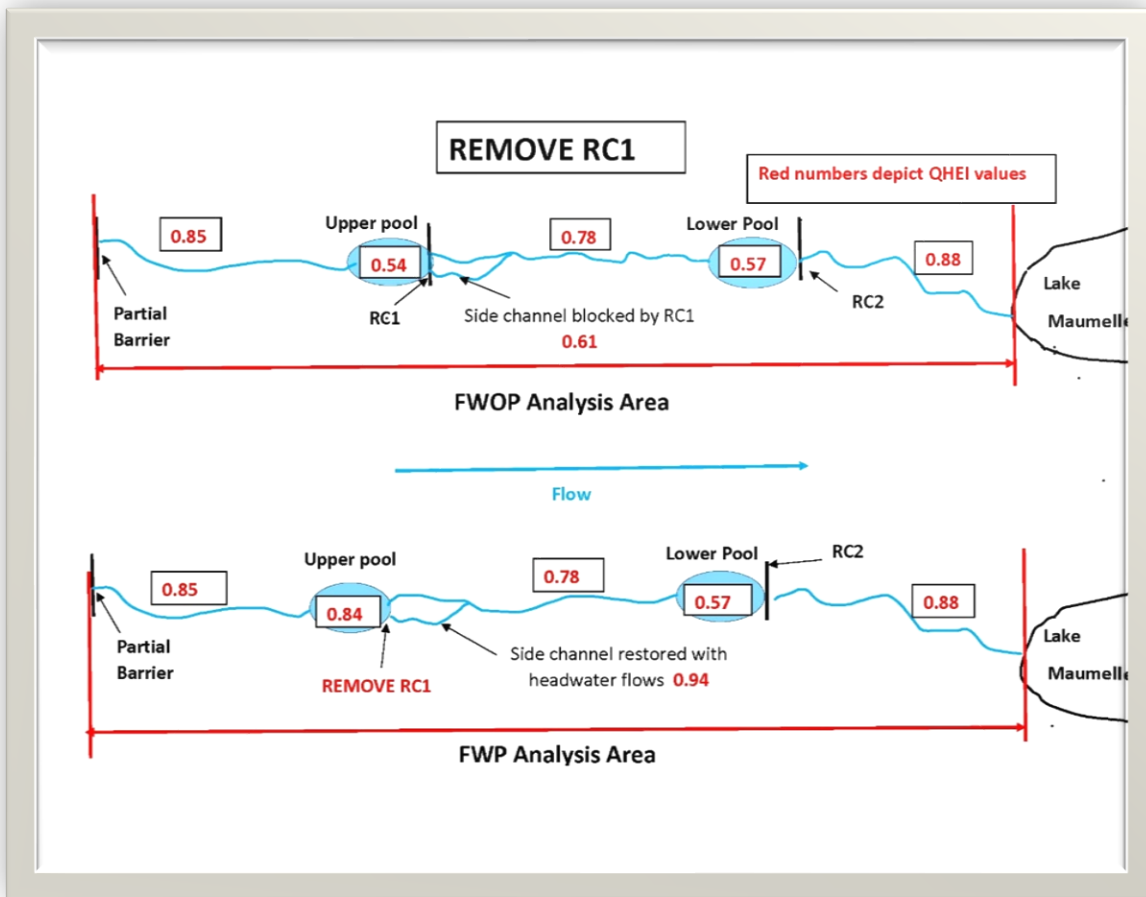 REMOVE RC1
Red numbers depict QHEI values
0.85
Upper pool
0.54
0.78
Lower Pool
0.57
0.88
Partial
Barrier
RC1
Side channel blocked by RC1
0.61
RC2
Lake
Maumelle
FWOP Analysis Area
Flow
0.85
Upper pool
0.84
0.78
Lower Pool
0.57
RC2
0.88
Partial
Barrier
REMOVE RC1
Side channel restored with
headwater flows 0.94
Lake
Maumelle
FWP Analysis Area